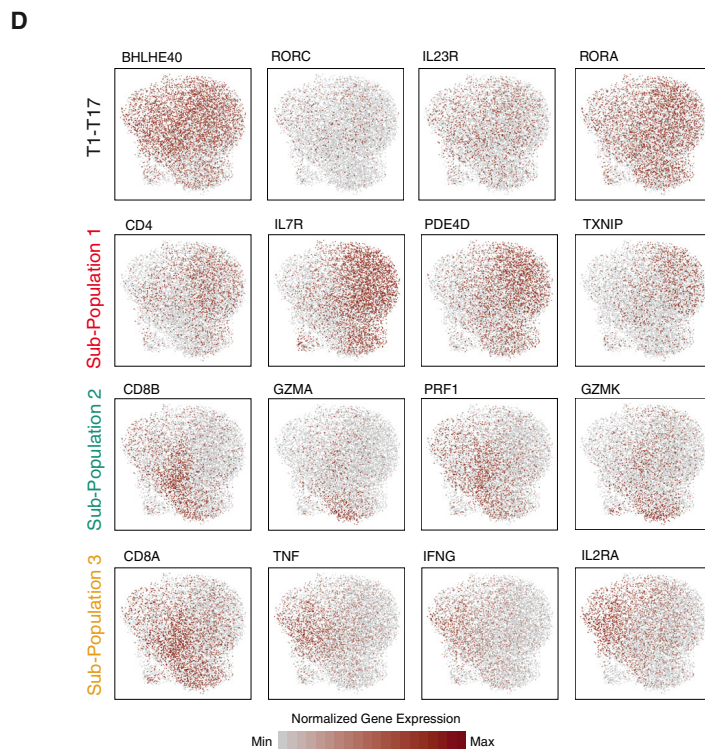 D
T1-T17
BHLHE40 RORC IL23R RORA
Sub-Population 1
CD4 IL7R PDE4D TXNIP
Sub-Population 2
CD8B GZMA PRF1 GZMK
Sub-Population 3
CD8A TNF IFNG IL2RA
Normalized Gene Expression
Min Max